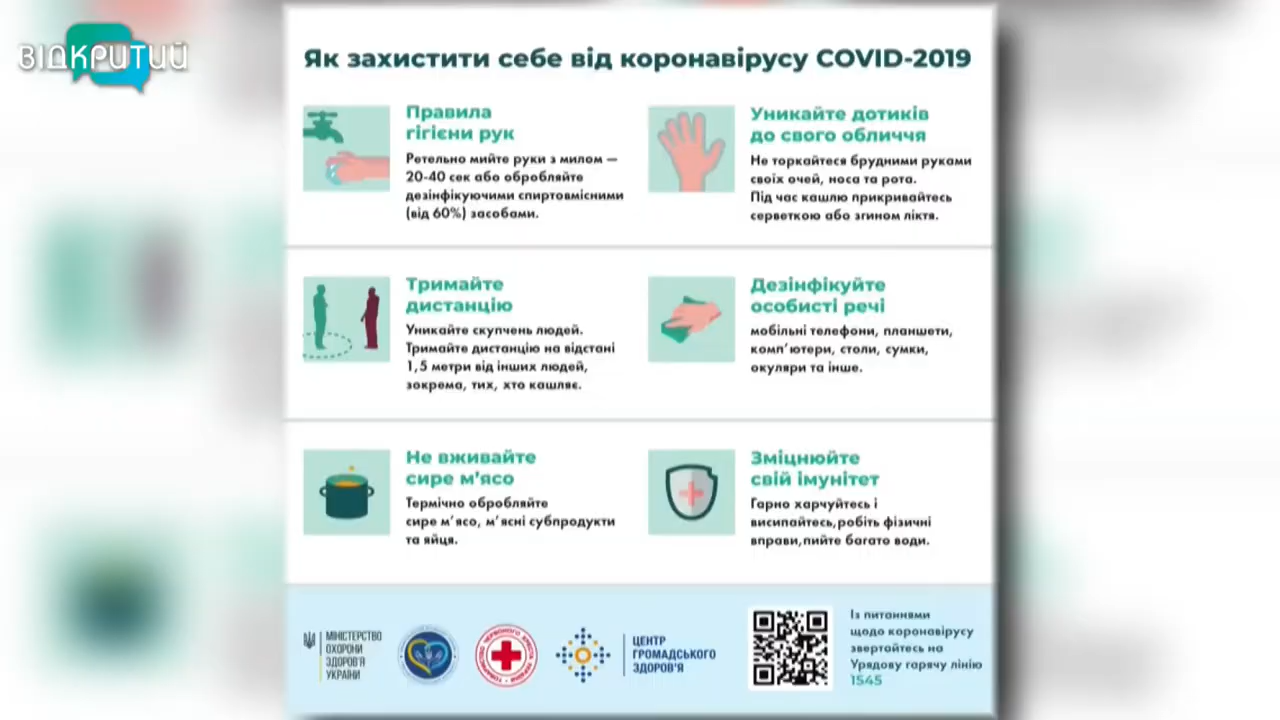 ВІДКРИТИЙ
Як захистити себе від коронавірусу COVID-2019
Правила
гігієни рук
Ретельно мийте руки з милом —
20-40 сек або обробляйте
дезінфікуючими спиртовмісними
(від 60%) засобами.
Уникайте дотиків
до свого обличчя
Не торкайтеся брудними руками
своїх очей, носа та рота.
Під час кашлю прикривайтесь
серветкою або згином ліктя.
Тримайте
дистанцію
Уникайте скупчень людей.
Тримайте дистанцію на відстані
1,5 метри від інших людей,
зокрема, тих, хто кашляє.
Дезінфікуйте
особисті речі
мобільні телефони, планшети,
комп'ютери, столи, сумки,
окуляри та інше.
Не вживайте
сире м'ясо
Термічно обробляйте
сире м'ясо, м'ясні субпродукти
та яйця.
Зміцнюйте
свій імунітет
Гарно харчуйтесь і
висипайтесь,робіть фізичні
вправи,пийте багато води.
МІНІСТЕРСТВО
ОХОРОНИ
ЗДОРОВ'Я
УКРАЇНИ
ТОВАРИСТВО ЧЕРВОНОГО ХРЕСТА УКРАЇНИ
ЦЕНТР
ГРОМАДСЬКОГО
ЗДОРОВ'Я
Із питаннями
щодо коронавірусу
звертайтесь на
Урядову гарячу лінію
1545